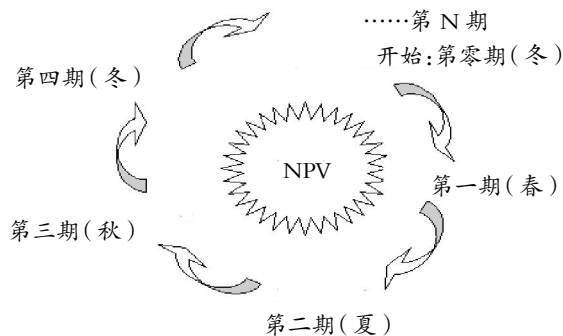 ……第 N 期
开始:第零期(冬)
第一期(春)
第二期(夏)
第三期(秋)
第四期(冬)
NPV